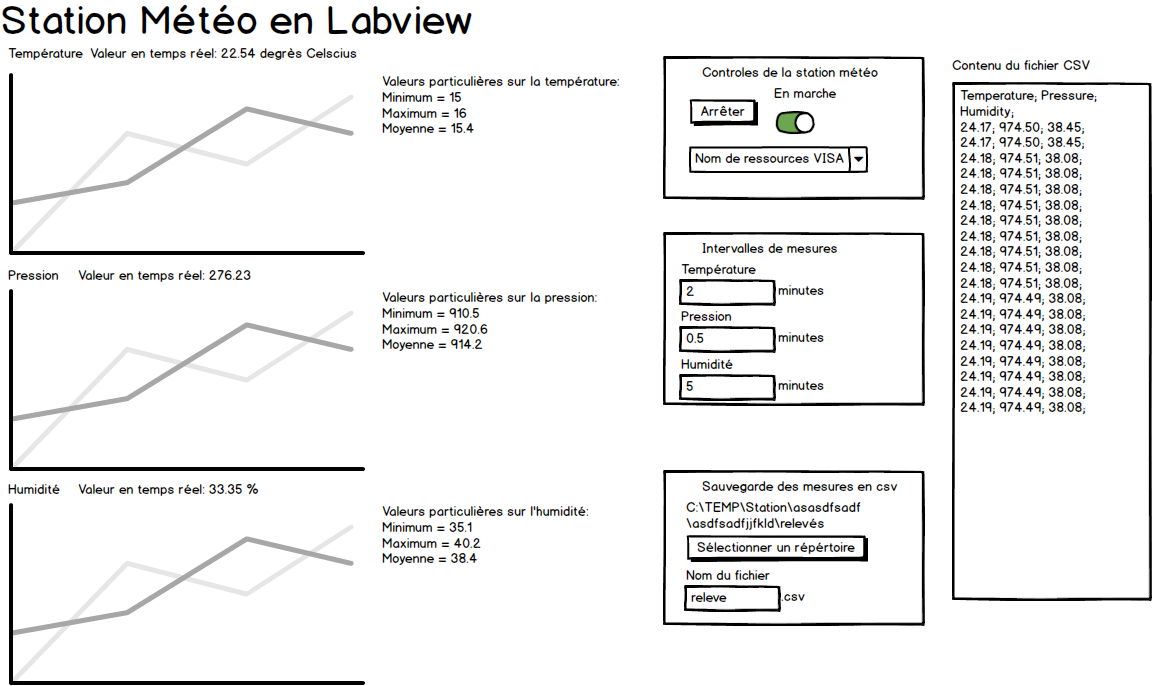 Station Météo en Labview
Température Valeur en temps réel: 22.54 degrès Celscius
Valeurs particulières sur la température:
Minimum = 15
Maximum = 16
Moyenne = 15.4
Pression Valeur en temps réel: 276.23
Valeurs particulières sur la pression:
Minimum = 910.5
Maximum = 920.6
Moyenne = 914.2
Humidité Valeur en temps réel: 33.35 %
Valeurs particulières sur l'humidité:
Minimum = 35.1
Maximum = 40.2
Moyenne = 38.4
Controles de la station météo
En marche
Arrêter
Nom de ressources VISA
Intervalles de mesures
Température
2 minutes
Pression
0.5 minutes
Humidité
5 minutes
Sauvegarde des mesures en csv
C:\TEMP\Station\asasdfsadf
\asdfsadfjjfkld\relevés
Sélectionner un répértoire
Nom du fichier
releve .csv
Contenu du fichier CSV
Temperature; Pressure;
Humidity;
24.17; 974.50; 38.45;
24.17; 974.50; 38.45;
24.18; 974.51; 38.08;
24.18; 974.51; 38.08;
24.18; 974.51; 38.08;
24.18; 974.51; 38.08;
24.18; 974.51; 38.08;
24.18; 974.51; 38.08;
24.18; 974.51; 38.08;
24.18; 974.51; 38.08;
24.18; 974.51; 38.08;
24.19; 974.49; 38.08;
24.19; 974.49; 38.08;
24.19; 974.49; 38.08;
24.19; 974.49; 38.08;
24.19; 974.49; 38.08;
24.19; 974.49; 38.08;
24.19; 974.49; 38.08;
24.19; 974.49; 38.08;